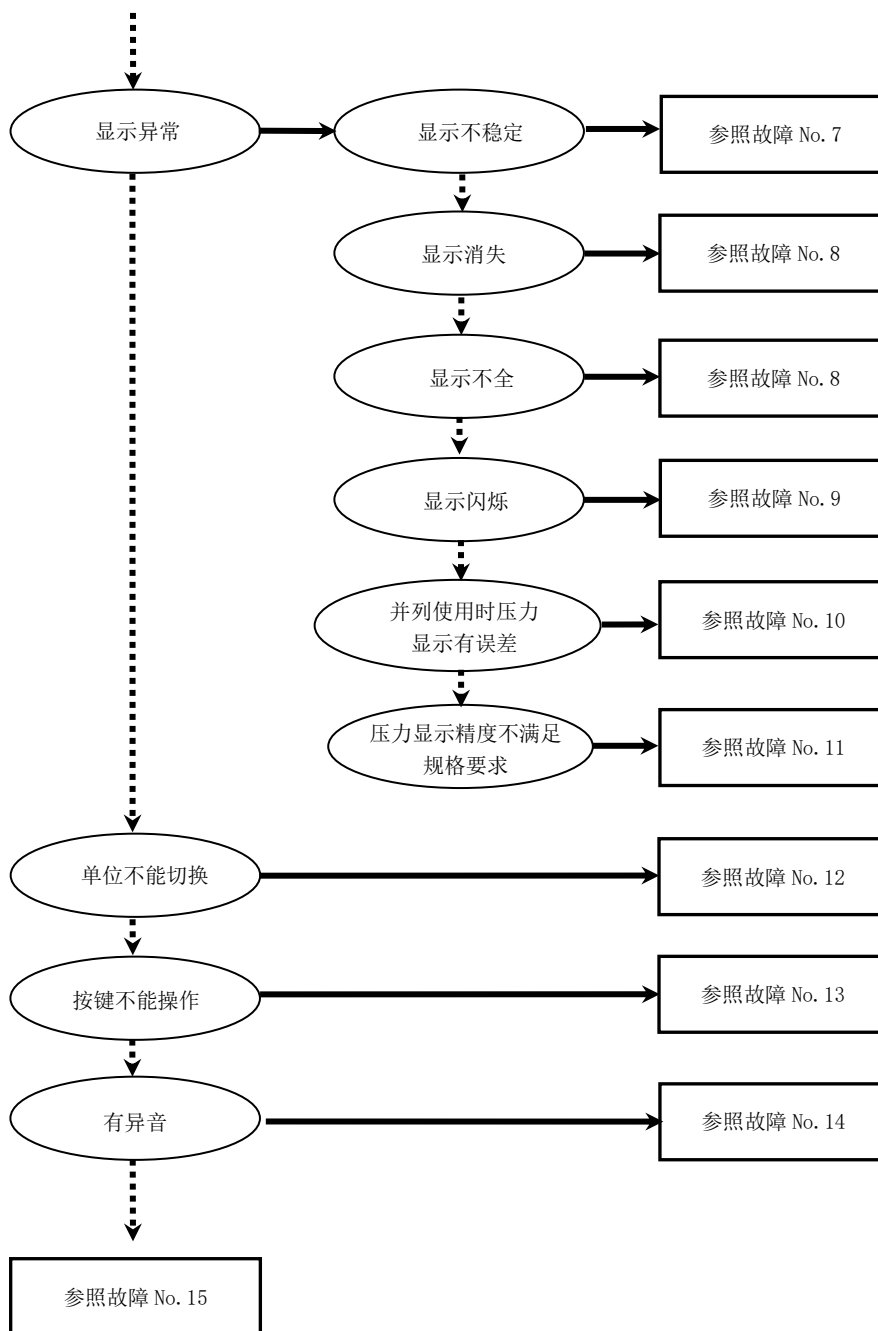 显示异常
显示不稳定
参照故障 No.7
显示消失
参照故障 No.8
显示不全
参照故障 No.8
显示闪烁
参照故障 No.9
并列使用时压力
显示有误差
参照故障 No.10
压力显示精度不满足
规格要求
参照故障 No.11
单位不能切换
参照故障 No.12
按键不能操作
参照故障 No.13
有异音
参照故障 No.14
参照故障 No.15